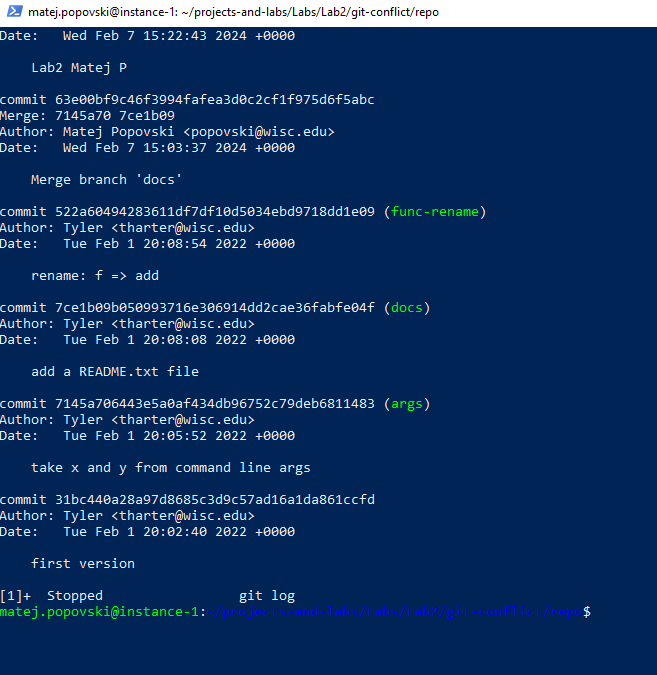 matej.popovski@instance-1: ~/projects-and-labs/Labs/Lab2/git-conflict/repo
Date:   Wed Feb 7 15:22:43 2024 +0000
    Lab2 Matej P
commit 63e00bf9c46f3994fafea3d0c2cf1f975d6f5abc
Merge: 7145a70 7ce1b09
Author: Matej Popovski <popovski@wisc.edu>
Date:   Wed Feb 7 15:03:37 2024 +0000
    Merge branch 'docs'
commit 522a60494283611df7df10d5034ebd9718dd1e09 (func-rename)
Author: Tyler <tharter@wisc.edu>
Date:   Tue Feb 1 20:08:54 2022 +0000
    rename: f => add
commit 7ce1b09b050993716e306914dd2cae36fabfe04f (docs)
Author: Tyler <tharter@wisc.edu>
Date:   Tue Feb 1 20:08:08 2022 +0000
    add a README.txt file
commit 7145a706443e5a0af434db96752c79deb6811483 (args)
Author: Tyler <tharter@wisc.edu>
Date:   Tue Feb 1 20:05:52 2022 +0000
    take x and y from command line args
commit 31bc440a28a97d8685c3d9c57ad16a1da861ccfd
Author: Tyler <tharter@wisc.edu>
Date:   Tue Feb 1 20:02:40 2022 +0000
    first version
[1]+  Stopped                 git log
matej.popovski@instance-1:~/projects-and-labs/Labs/Lab2/git-conflict/repo$